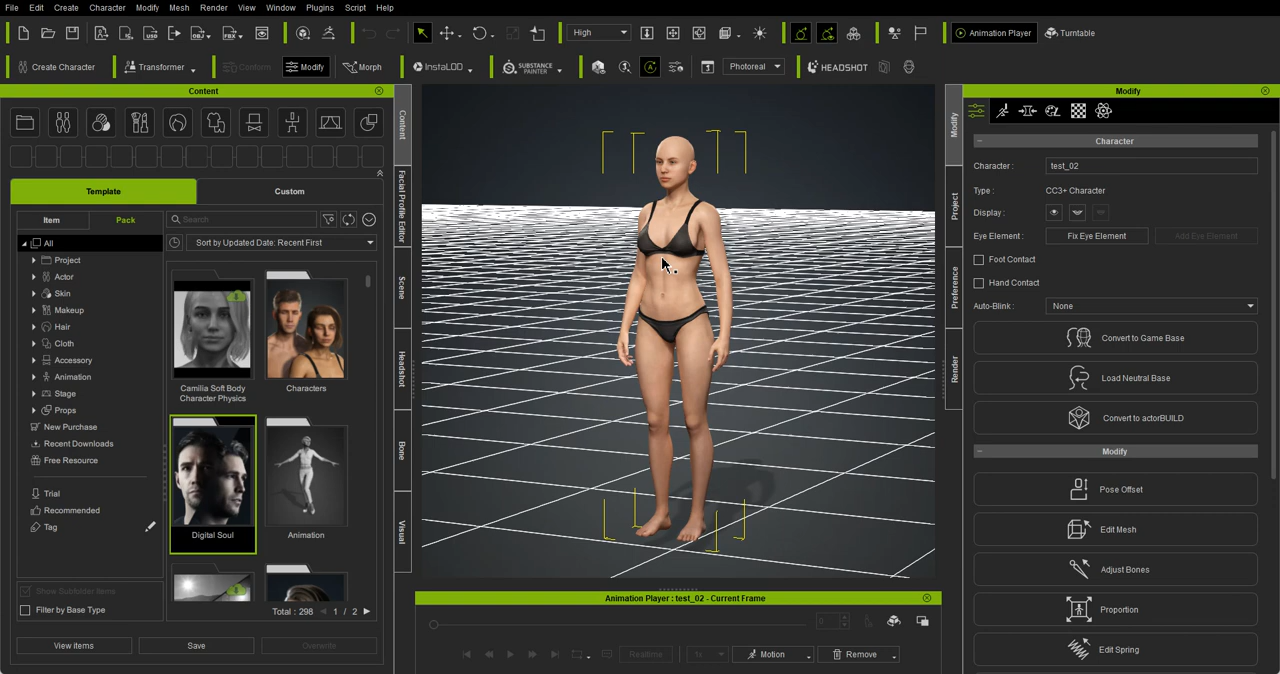 File Edit Create Character Modify Mesh Render View Window Plugins Script Help
High
Animation Player
Turntable
Create Character
Transformer
Conform
Modify
Morph
InstaLOD
SUBSTANCE PAINTER
Photoreal
HEADSHOT
Content
Template
Custom
Item
Pack
Search
Sort by Updated Date: Recent First
All
Project
Actor
Skin
Makeup
Hair
Cloth
Accessory
Animation
Stage
Props
New Purchase
Recent Downloads
Free Resource
Trial
Recommended
Tag
Show Subfolder Items
Filter by Base Type
Camilia Soft Body
Character Physics
Characters
Digital Soul
Animation
Total : 298 1 / 2
View items
Save
Overwrite
Content
Facial Profile Editor
Scene
Headshot
Bone
Visual
Animation Player : test_02 - Current Frame
0
Realtime
1x
Motion
Remove
Modify
Project
Preference
Render
Modify
Character
Character : test_02
Type : CC3+ Character
Display :
Eye Element : Fix Eye Element Add Eye Element
Foot Contact
Hand Contact
Auto-Blink : None
Convert to Game Base
Load Neutral Base
Convert to actorBUILD
Modify
Pose Offset
Edit Mesh
Adjust Bones
Proportion
Edit Spring